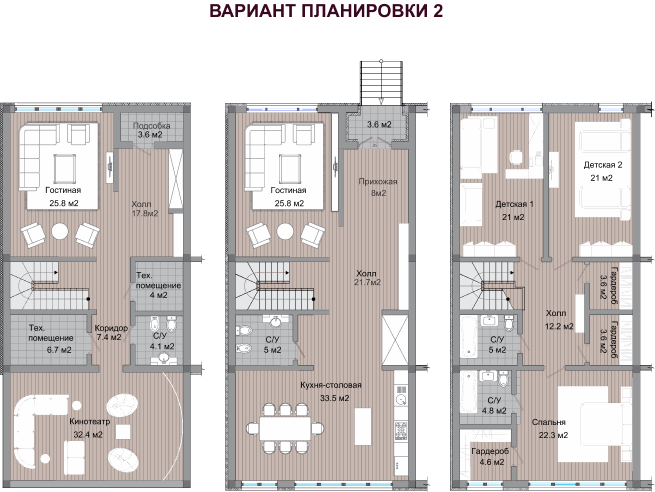 ВАРИАНТ ПЛАНИРОВКИ 2
Подсобка
3.6 м2
Гостиная
25.8 м2
Холл
17.8м2
Тех.
помещение
4 м2
Тех.
помещение
6.7 м2
Коридор
7.4 м2
С/У
4.1 м2
Кинотеатр
32.4 м2
3.6 м2
Гостиная
25.8 м2
Прихожая
8м2
Холл
21.7м2
С/У
5 м2
Кухня-столовая
33.5 м2
Детская 2
21 м2
Детская 1
21 м2
Гардероб
3.6 м2
Холл
12.2 м2
Гардероб
3.6 м2
С/У
5 м2
С/У
4.8 м2
Спальня
22.3 м2
Гардероб
4.6 м2